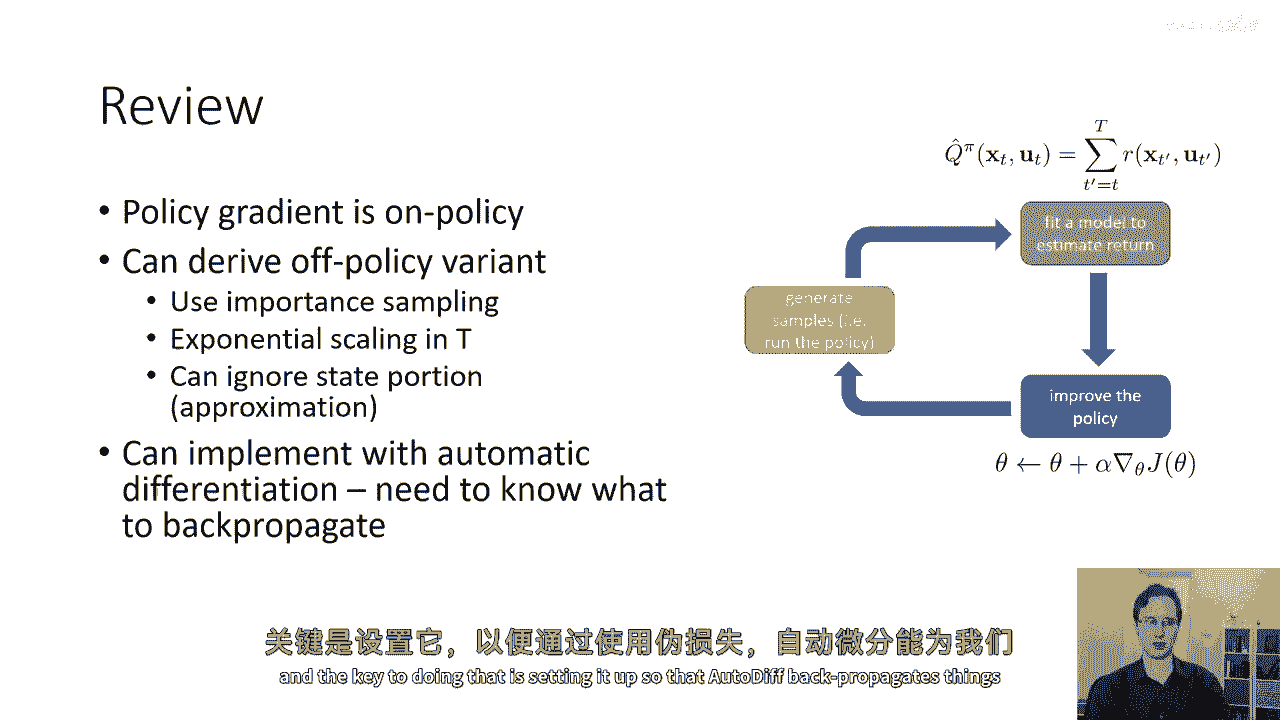 Review
• Policy gradient is on-policy
• Can derive off-policy variant
• Use importance sampling
• Exponential scaling in T
• Can ignore state portion
(approximation)
• Can implement with automatic
differentiation – need to know what
to backpropagate
$\hat{Q}^{\pi}(\mathbf{x}_t, \mathbf{u}_t) = \sum_{t'=t}^{T} r(\mathbf{x}_{t'}, \mathbf{u}_{t'})$
fit a model to
estimate return
generate
samples (i.e.
run the policy)
improve the
policy
$\theta \leftarrow \theta + \alpha \nabla_\theta J(\theta)$
关键是设置它，以便通过使用伪损失，自动微分能为我们
and the key to doing that is setting it up so that AutoDiff back-propagates things